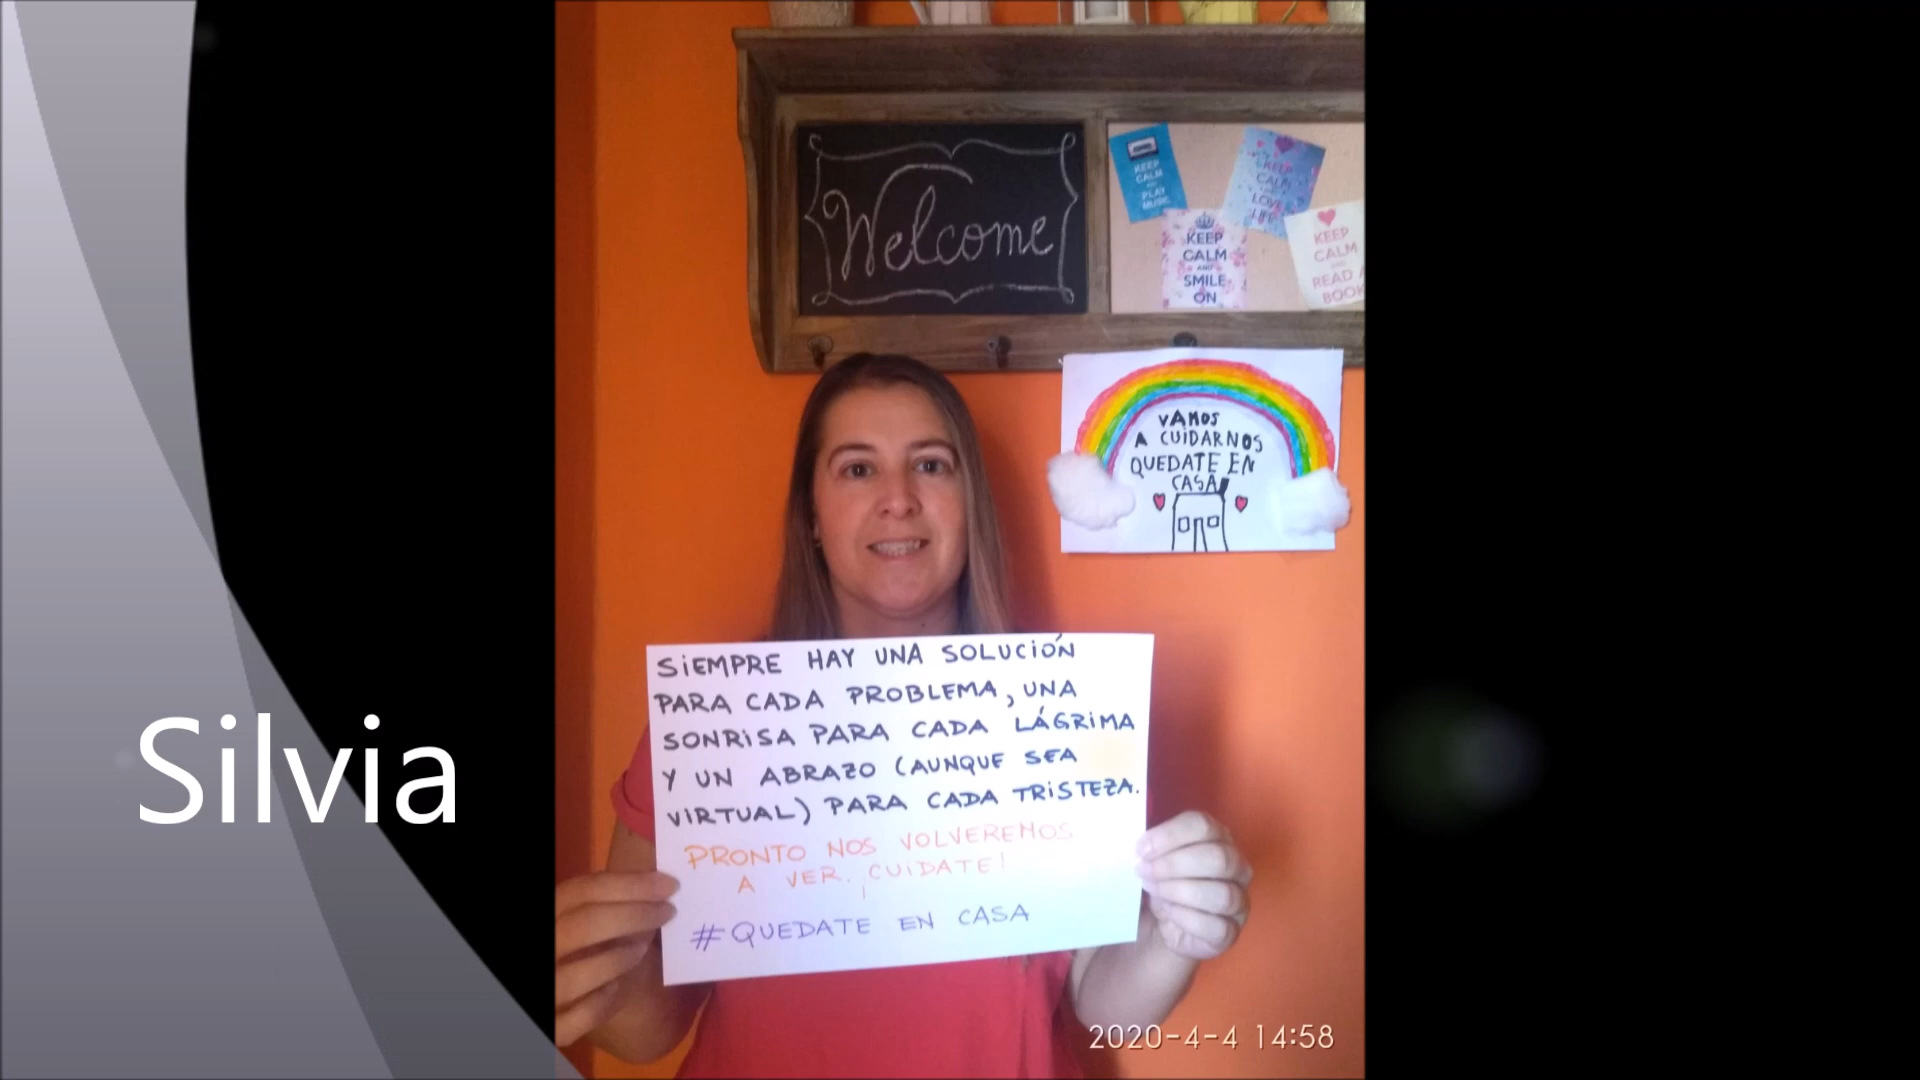 Welcome
KEEP
CALM
AND
PLAY
MUSIC
KEEP
CALM
LOVE
LIFE
KEEP
CALM
AND
SMILE
ON
KEEP
CALM
AND
READ A
BOOK
VAMOS
A CUIDARNOS
QUEDATE EN
CASA
SIEMPRE HAY UNA SOLUCIÓN
PARA CADA PROBLEMA, UNA
SONRISA PARA CADA LÁGRIMA
Y UN ABRAZO (AUNQUE SEA
VIRTUAL) PARA CADA TRISTEZA.
PRONTO NOS VOLVEREMOS
A VER. ¡CUIDATE!
#QUEDATE EN CASA
Silvia
2020-4-4 14:58